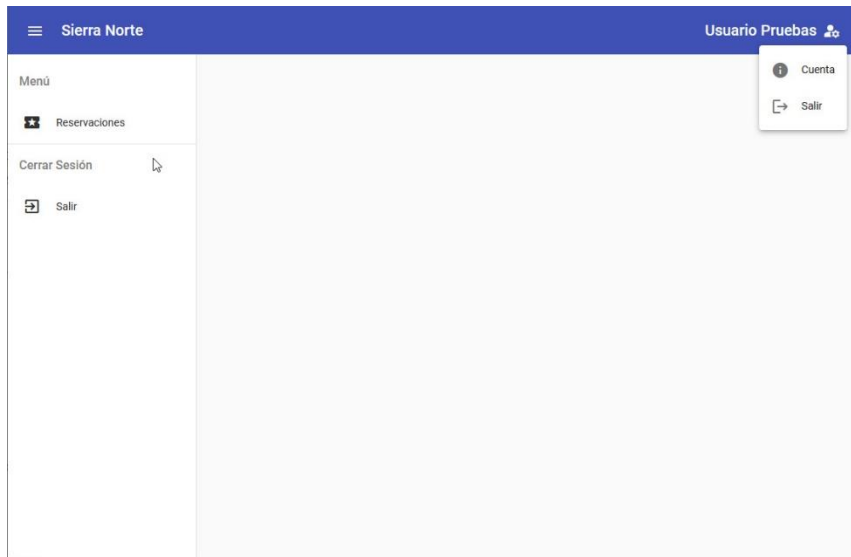 Sierra Norte
Usuario Pruebas
Menú
Reservaciones
Cerrar Sesión
Salir
Cuenta
Salir